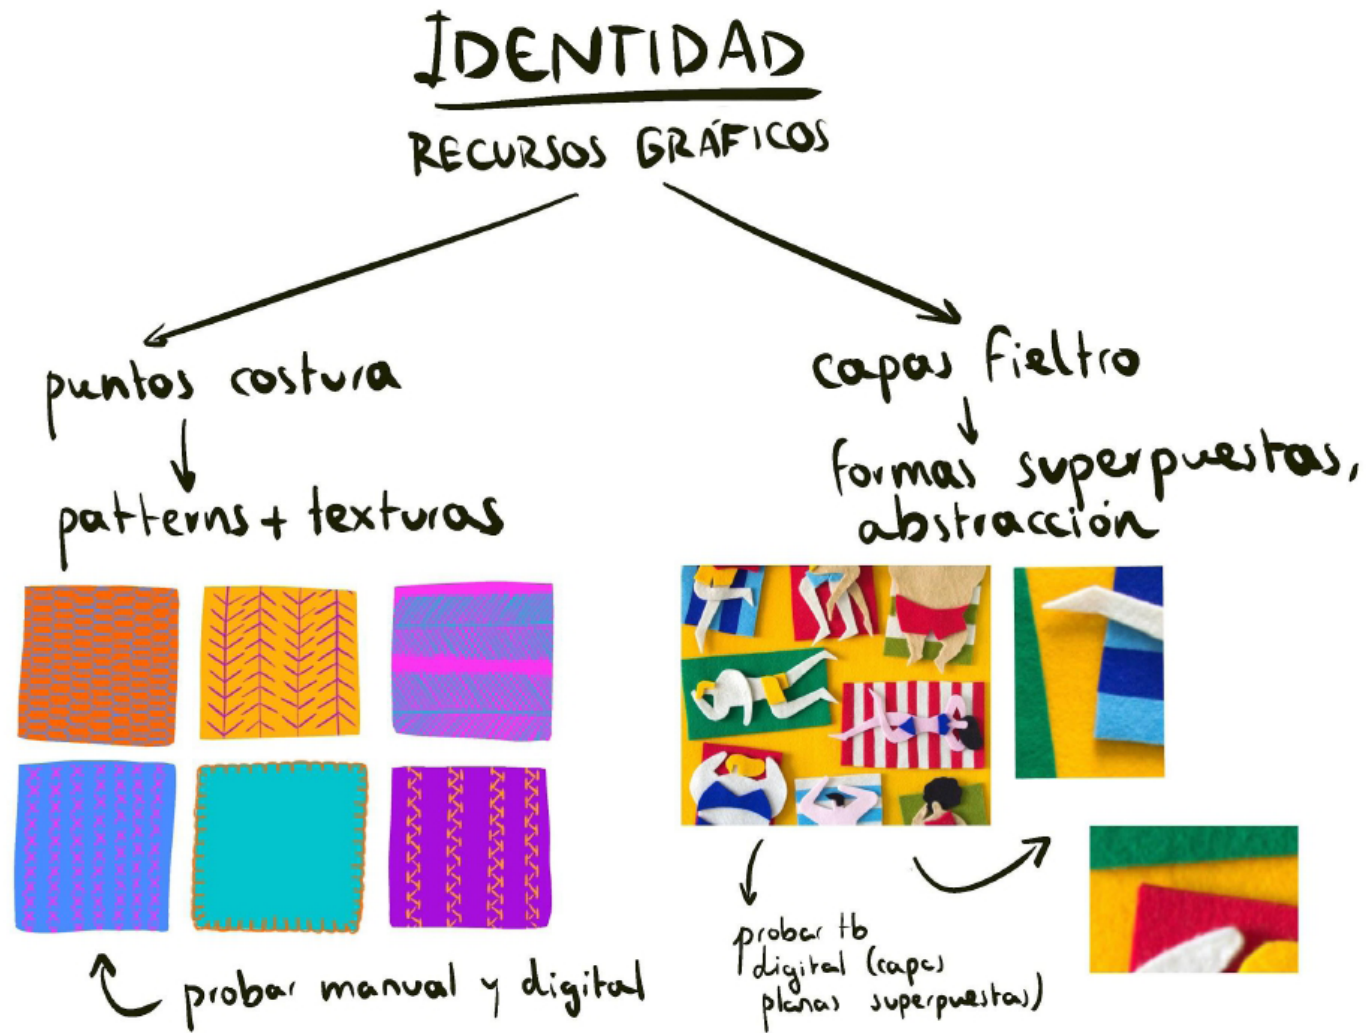 IDENTIDAD
RECURSOS GRÁFICOS
puntos costura
patterns + texturas
probar manual y digital
capas fieltro
formas superpuestas,
abstracción
probar tb
digital (capas
planas superpuestas)